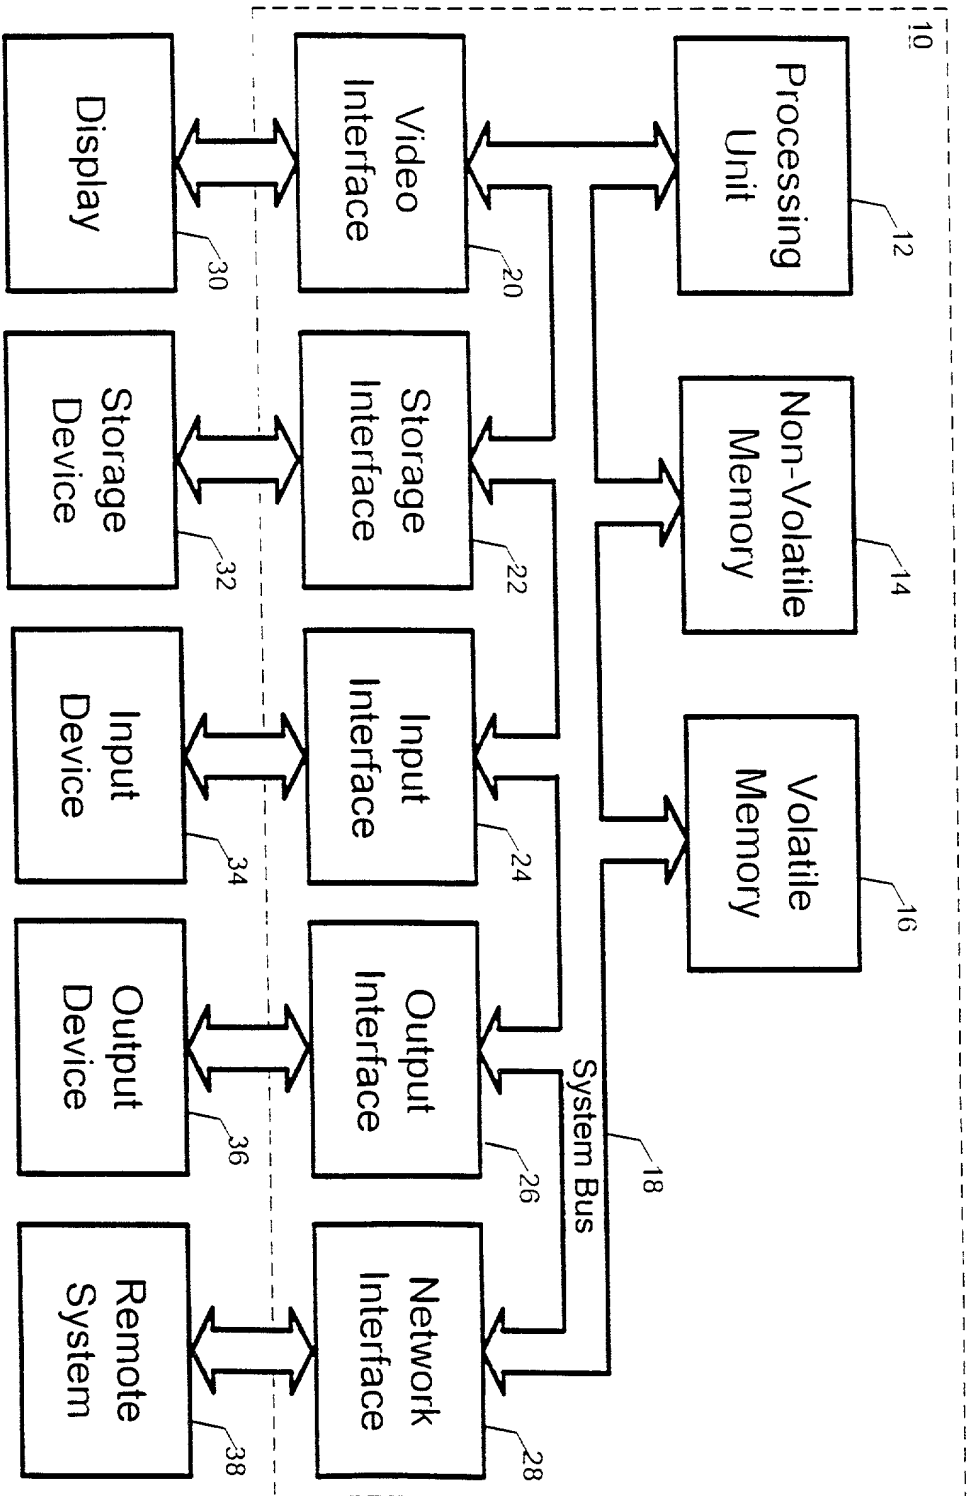 10
Processing
Unit
12
Non-Volatile
Memory
14
Volatile
Memory
16
System Bus
18
Video
Interface
20
Storage
Interface
22
Input
Interface
24
Output
Interface
26
Network
Interface
28
Display
30
Storage
Device
32
Input
Device
34
Output
Device
36
Remote
System
38